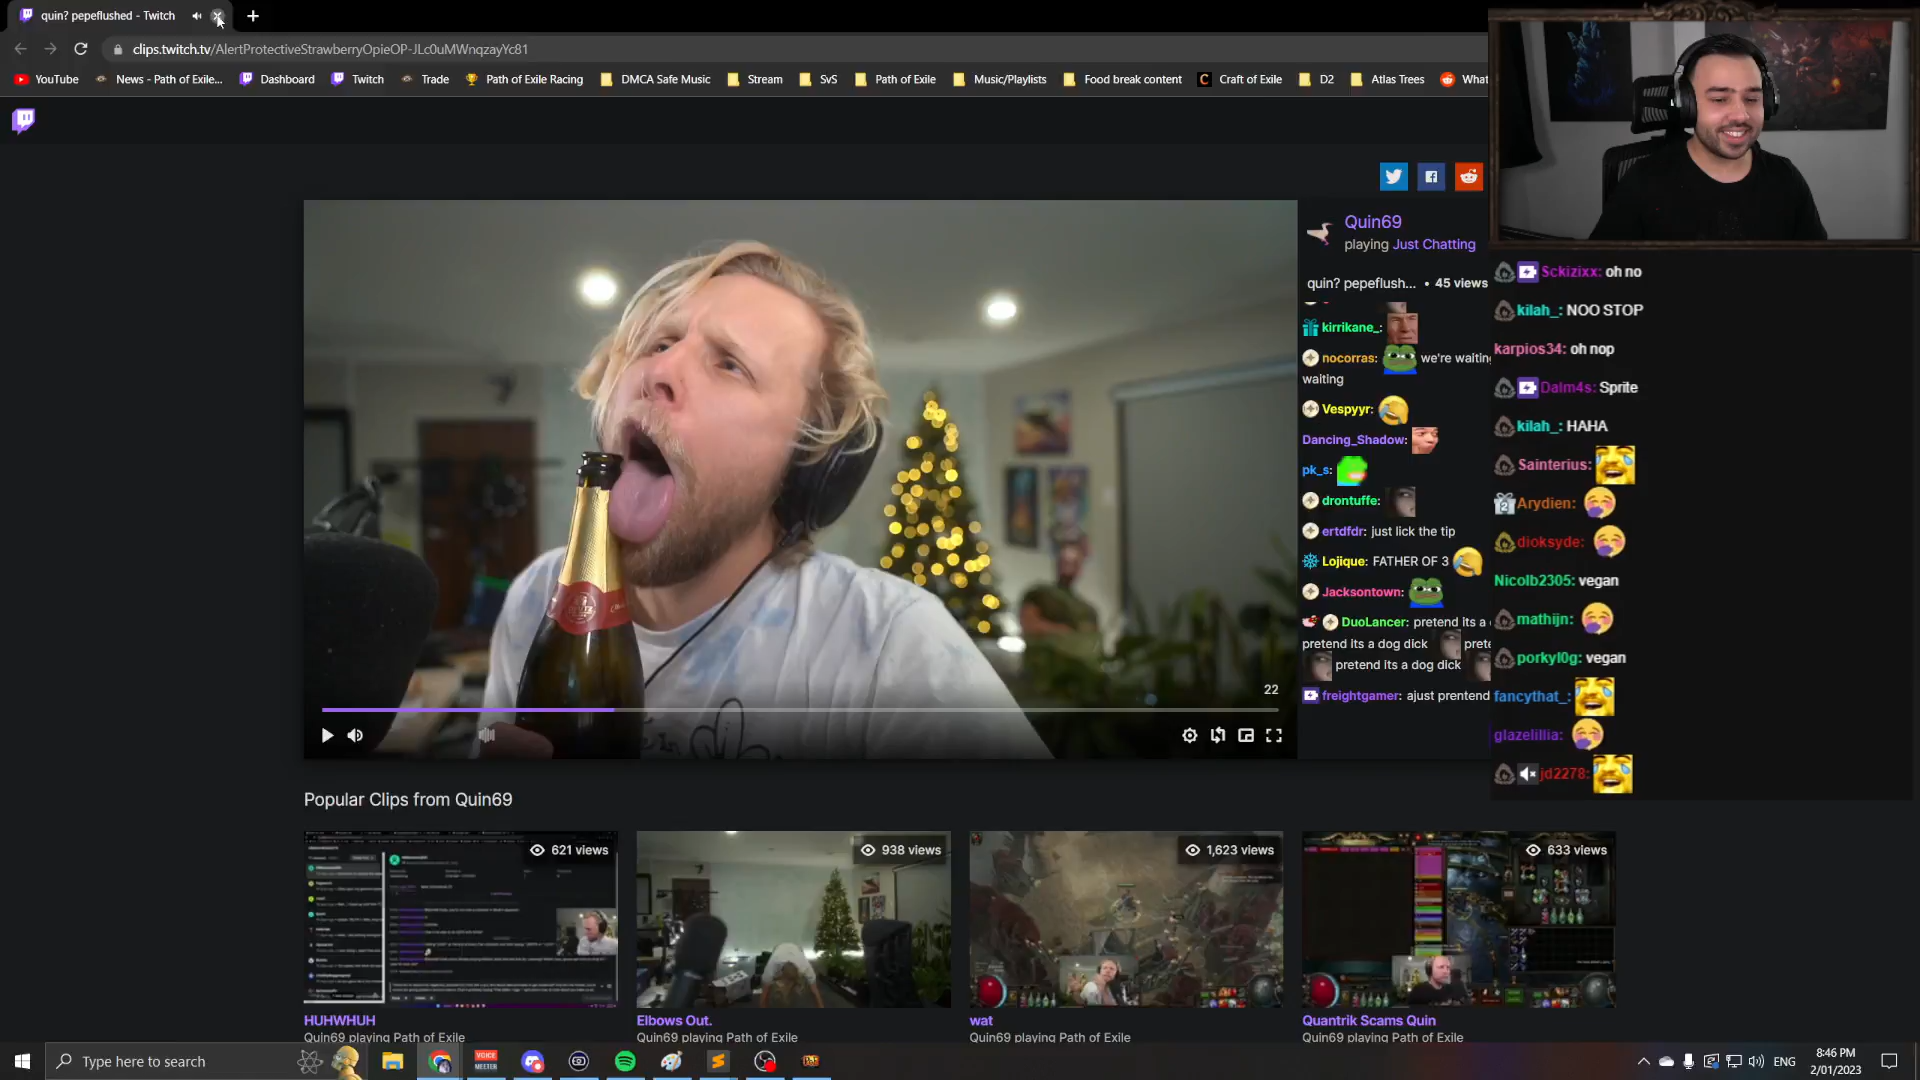 quin? pepeflushed - Twitch
clips.twitch.tv/AlertProtectiveStrawberryOpieOP-JLc0uMWnqzayYc81
YouTube
News - Path of Exile...
Dashboard
Twitch
Trade
Path of Exile Racing
DMCA Safe Music
Stream
SvS
Path of Exile
Music/Playlists
Food break content
Craft of Exile
D2
Atlas Trees
What
Quin69
playing Just Chatting
quin? pepeflush... • 45 views
kirrikane_:
nocorras: we're waiting
waiting
Vespyyr:
Dancing_Shadow:
pk_s:
drontuffe:
ertdfdr: just lick the tip
Lojique: FATHER OF 3
Jacksontown:
DuoLancer: pretend its a
pretend its a dog dick prete
pretend its a dog dick
freightgamer: ajust prentend
22
Sckizixx: oh no
kilah_: NOO STOP
karpios34: oh nop
Dalm4s: Sprite
kilah_: HAHA
Sainterius:
2 Arydien:
dioksyde:
Nicolb2305: vegan
mathijn:
porkyl0g: vegan
fancythat_:
glazelillia:
jd2278:
Popular Clips from Quin69
621 views
938 views
1,623 views
633 views
HUHWHUH
Quin69 playing Path of Exile
Elbows Out.
Quin69 playing Path of Exile
wat
Quin69 playing Path of Exile
Quantrik Scams Quin
Quin69 playing Path of Exile
Type here to search
VOICE
MEETER
ENG
8:46 PM
2/01/2023